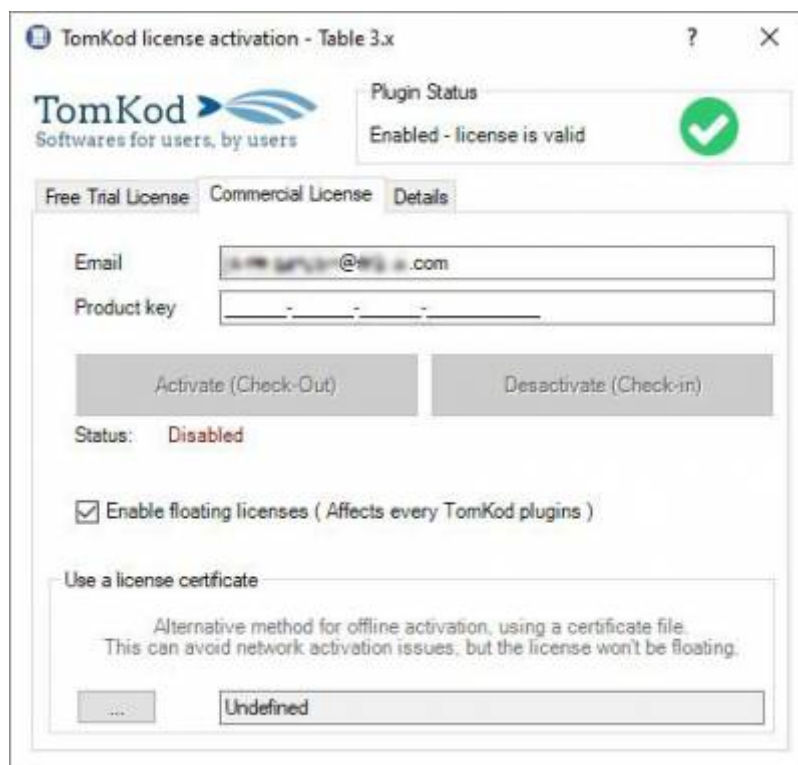 TomKod license activation - Table 3.x
?
TomKod
Softwares for users, by users
Plugin Status
Enabled - license is valid
Free Trial License
Commercial License
Details
Email
@
.com
Product key
Activate (Check-Out)
Desactivate (Check-in)
Status: Disabled
Enable floating licenses ( Affects every TomKod plugins )
Use a license certificate
Alternative method for offline activation, using a certificate file.
This can avoid network activation issues, but the license won't be floating.
...
Undefined